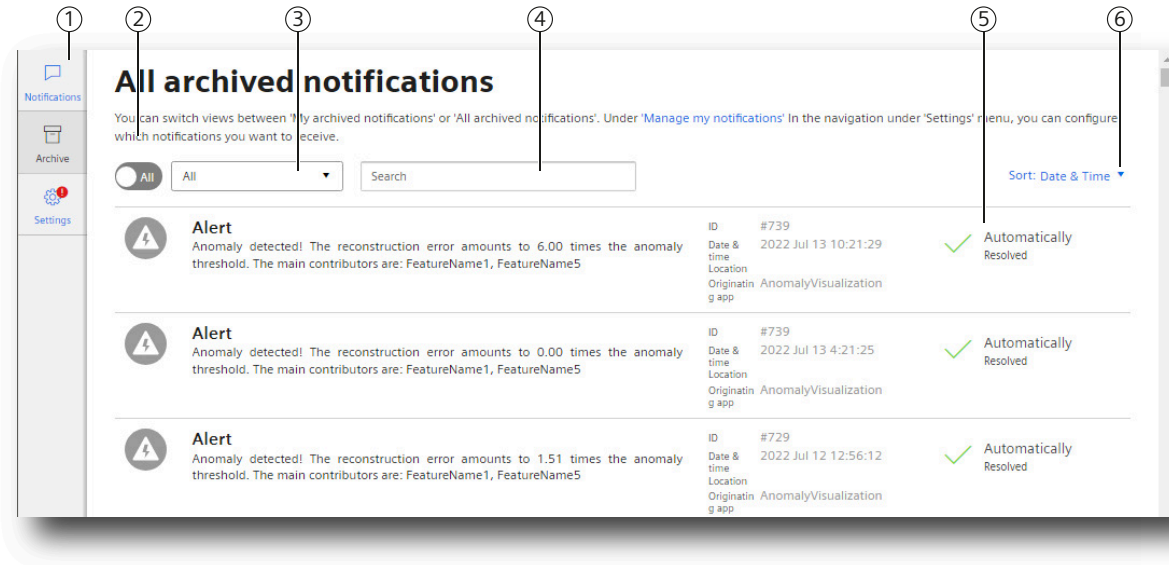 1 2 3 4 5 6
Notifications
Archive
Settings
All archived notifications
You can switch views between 'My archived notifications' or 'All archived notifications'. Under 'Manage my notifications' In the navigation under 'Settings' menu, you can configure
which notifications you want to receive.
All
All
Search
Sort: Date & Time
Alert
Anomaly detected! The reconstruction error amounts to 6.00 times the anomaly
threshold. The main contributors are: FeatureName1, FeatureName5
ID #739
Date & 2022 Jul 13 10:21:29
time
Location
Originatin AnomalyVisualization
g app
Automatically
Resolved
Alert
Anomaly detected! The reconstruction error amounts to 0.00 times the anomaly
threshold. The main contributors are: FeatureName1, FeatureName5
ID #739
Date & 2022 Jul 13 4:21:25
time
Location
Originatin AnomalyVisualization
g app
Automatically
Resolved
Alert
Anomaly detected! The reconstruction error amounts to 1.51 times the anomaly
threshold. The main contributors are: FeatureName1, FeatureName5
ID #729
Date & 2022 Jul 12 12:56:12
time
Location
Originatin AnomalyVisualization
g app
Automatically
Resolved